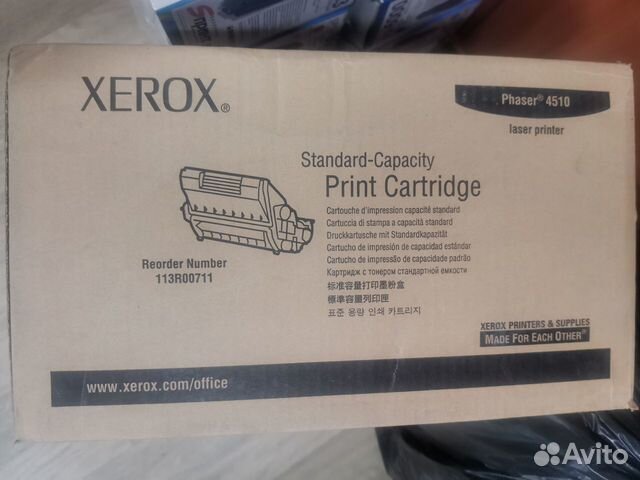 XEROX®
Phaser® 4510
laser printer
Standard-Capacity
Print Cartridge
Cartouche d'impression capacité standard
Cartuccia di stampa a capacità standard
Druckkartusche mit Standardkapazität
Cartucho de impresión de capacidad estándar
Cartucho de impressão de capacidade padrão
Картридж с тонером стандартной емкости
标准容量打印墨粉盒
標準容量列印匣
표준 용량 인쇄 카트리지
Reorder Number
113R00711
XEROX PRINTERS & SUPPLIES
MADE FOR EACH OTHER®
www.xerox.com/office
Avito